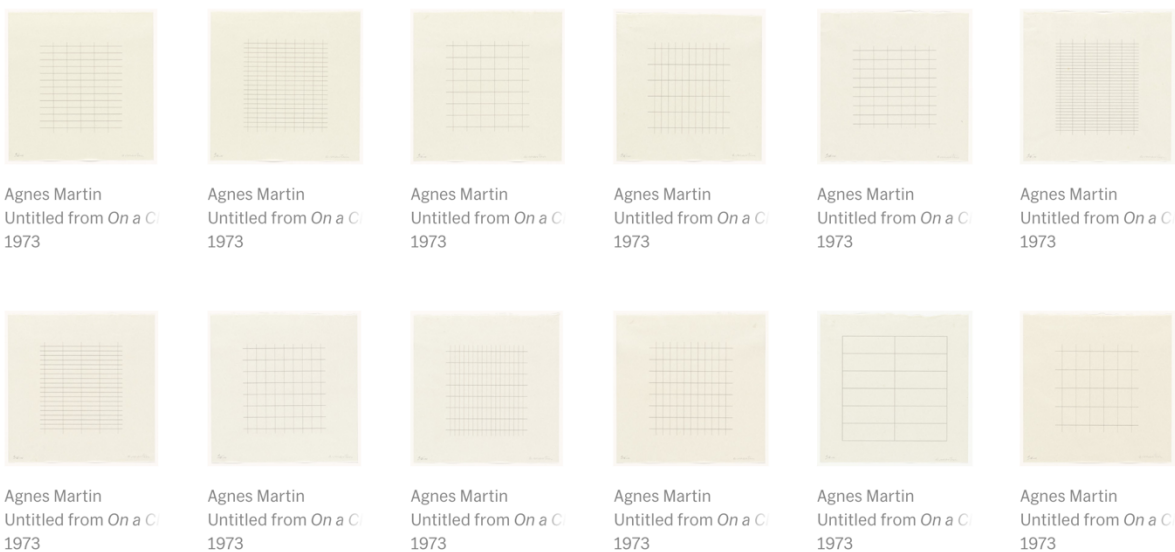 Agnes Martin
Untitled from On a C
1973
Agnes Martin
Untitled from On a C
1973
Agnes Martin
Untitled from On a C
1973
Agnes Martin
Untitled from On a C
1973
Agnes Martin
Untitled from On a C
1973
Agnes Martin
Untitled from On a C
1973
Agnes Martin
Untitled from On a C
1973
Agnes Martin
Untitled from On a C
1973
Agnes Martin
Untitled from On a C
1973
Agnes Martin
Untitled from On a C
1973
Agnes Martin
Untitled from On a C
1973
Agnes Martin
Untitled from On a C
1973